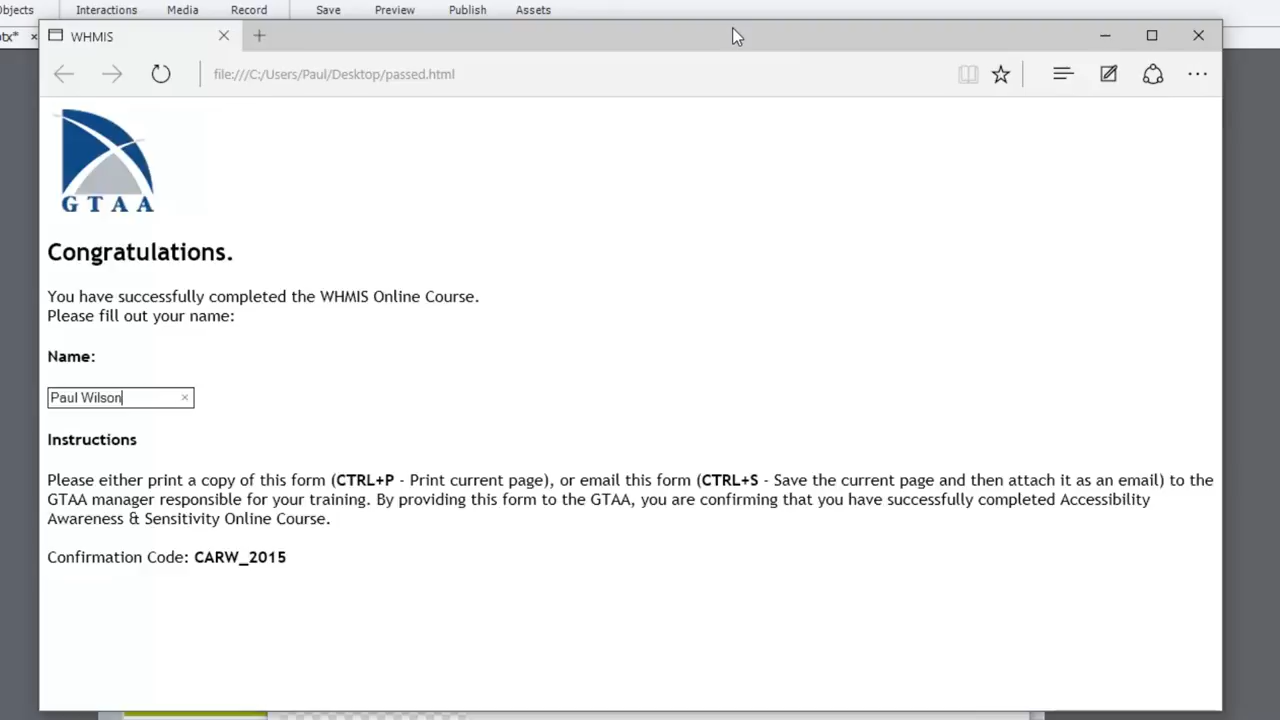 Interactions Media Record Save Preview Publish Assets
WHMIS
file:///C:/Users/Paul/Desktop/passed.html
GTAA
Congratulations.
You have successfully completed the WHMIS Online Course.
Please fill out your name:
Name:
Paul Wilson
Instructions
Please either print a copy of this form (CTRL+P - Print current page), or email this form (CTRL+S - Save the current page and then attach it as an email) to the
GTAA manager responsible for your training. By providing this form to the GTAA, you are confirming that you have successfully completed Accessibility
Awareness & Sensitivity Online Course.
Confirmation Code: CARW_2015